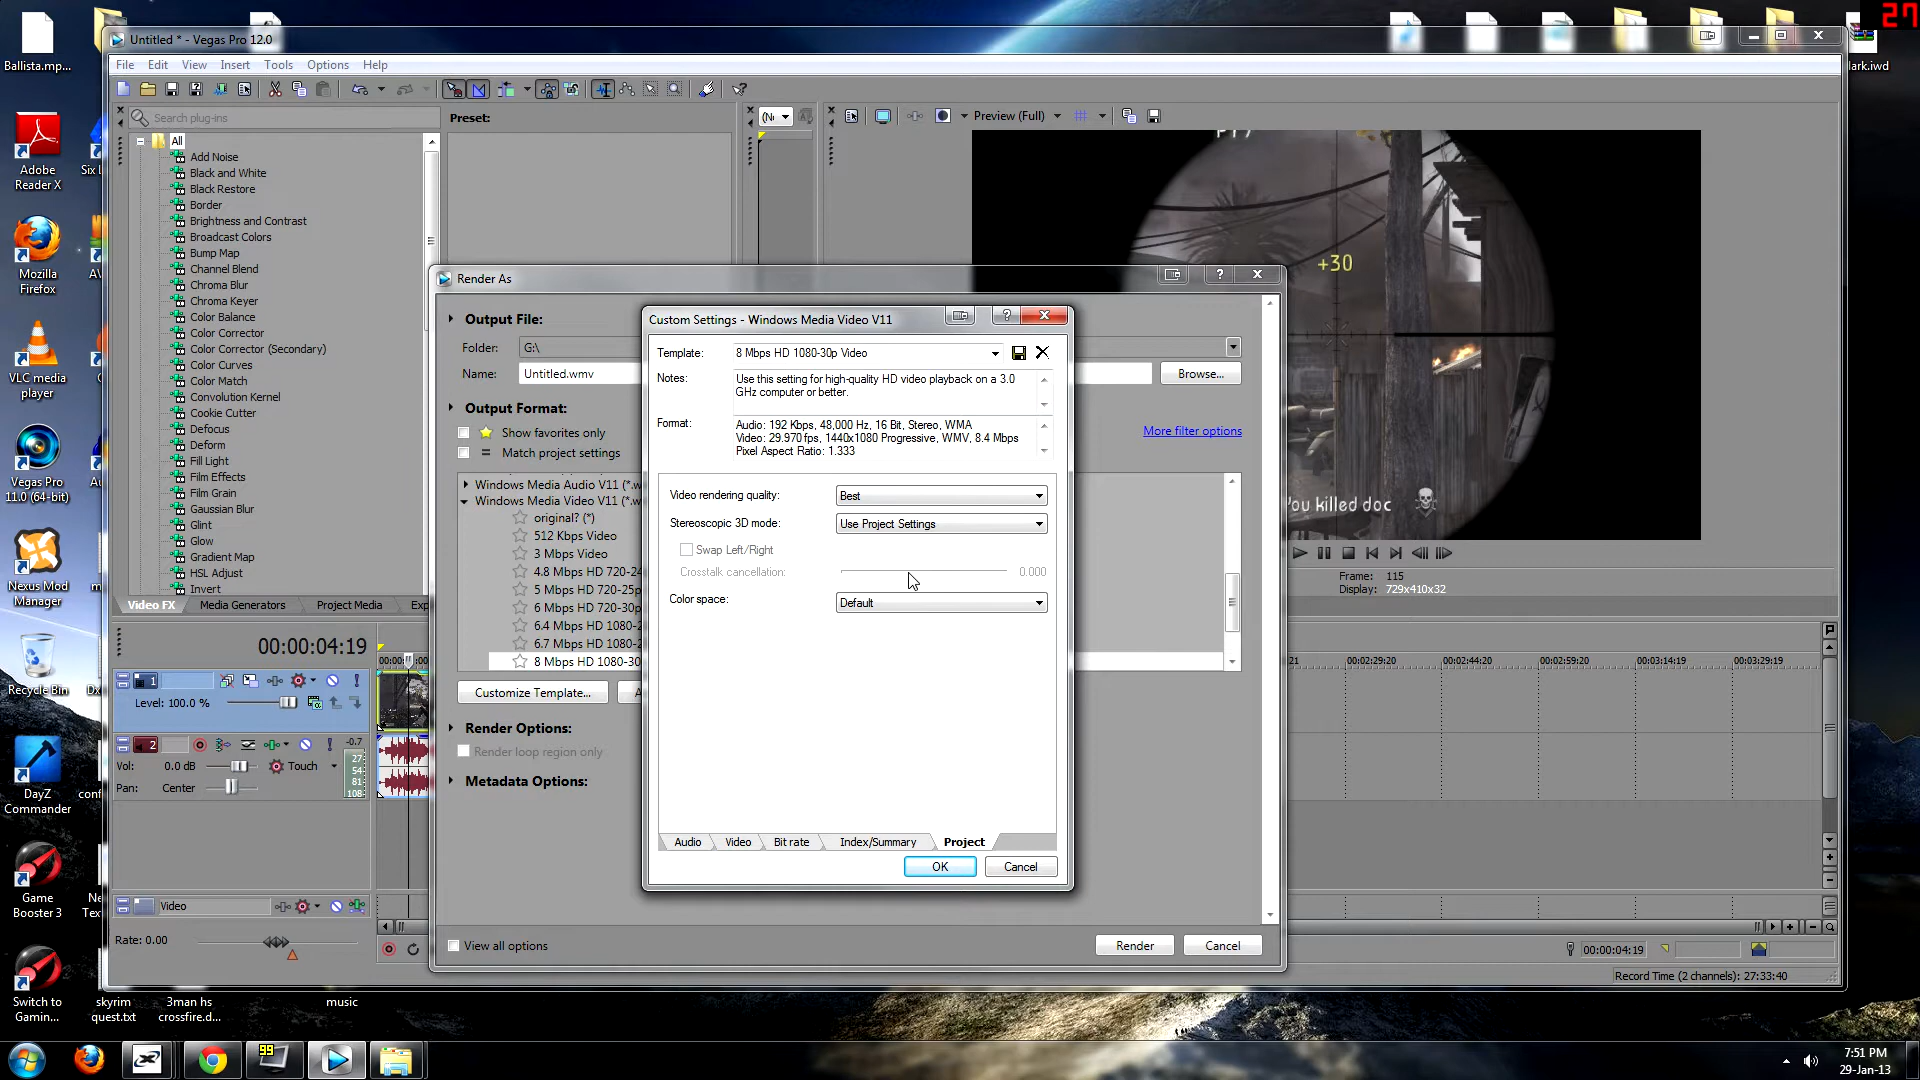 27
Ballista.mp...
lark.iwd
Untitled * - Vegas Pro 12.0
File Edit View Insert Tools Options Help
Search plug-ins
Preset:
Preview (Full)
All
Add Noise
Black and White
Black Restore
Border
Brightness and Contrast
Broadcast Colors
Bump Map
Channel Blend
Chroma Blur
Chroma Keyer
Color Balance
Color Corrector
Color Corrector (Secondary)
Color Curves
Color Match
Convolution Kernel
Cookie Cutter
Defocus
Deform
Fill Light
Film Effects
Film Grain
Gaussian Blur
Glint
Glow
Gradient Map
HSL Adjust
Invert
Video FX Media Generators Project Media Exp
Adobe
Reader X
Six L
Mozilla
Firefox
VLC media
player
Vegas Pro
11.0 (64-bit)
Nexus Mod
Manager
Recycle Bin
DayZ
Commander
conf
Game
Booster 3
Switch to
Gamin...
skyrim
quest.txt
3man hs
crossfire.d...
music
+30
You killed doc
Frame: 115
Display: 729x410x32
Render As
Output File:
Folder: G:\
Name: Untitled.wmv
Browse...
Output Format:
Show favorites only
Match project settings
More filter options
Windows Media Audio V11 (*.w
Windows Media Video V11 (*.w
original? (*)
512 Kbps Video
3 Mbps Video
4.8 Mbps HD 720-24
5 Mbps HD 720-25p
6 Mbps HD 720-30p
6.4 Mbps HD 1080-2
6.7 Mbps HD 1080-2
8 Mbps HD 1080-30
Customize Template...
Render Options:
Render loop region only
Metadata Options:
View all options
Render Cancel
Custom Settings - Windows Media Video V11
Template: 8 Mbps HD 1080-30p Video
Notes: Use this setting for high-quality HD video playback on a 3.0
GHz computer or better.
Format: Audio: 192 Kbps, 48,000 Hz, 16 Bit, Stereo, WMA
Video: 29.970 fps, 1440x1080 Progressive, WMV, 8.4 Mbps
Pixel Aspect Ratio: 1.333
Video rendering quality: Best
Stereoscopic 3D mode: Use Project Settings
Swap Left/Right
Crosstalk cancellation: 0.000
Color space: Default
Audio Video Bit rate Index/Summary Project
OK Cancel
00:00:04:19
00:02:29:20 00:02:44:20 00:02:59:20 00:03:14:19 00:03:29:19
1
Level: 100.0 %
2
-0.7
Vol: 0.0 dB Touch
Pan: Center
27
54
81
108
Video
Rate: 0.00
00:00:04:19
Record Time (2 channels): 27:33:40
99
7:51 PM
29-Jan-13